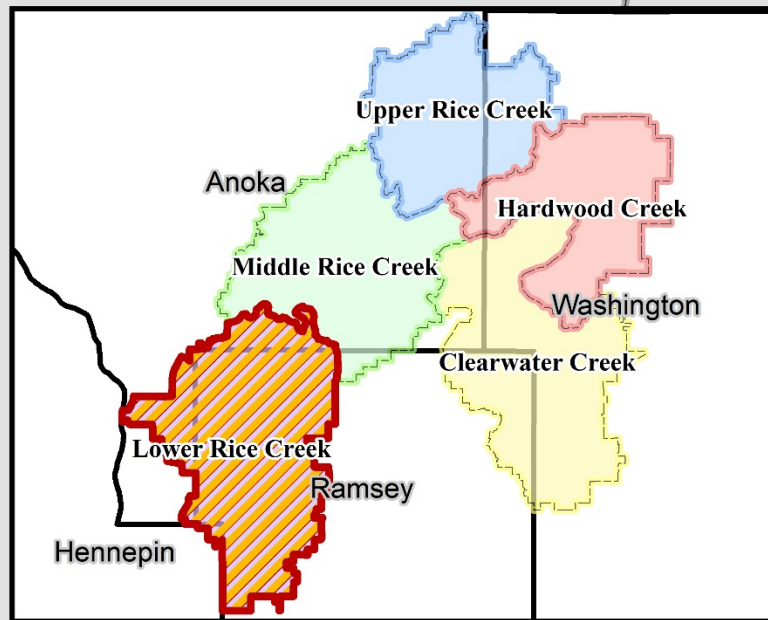 Upper Rice Creek
Anoka
Hardwood Creek
Middle Rice Creek
Washington
Clearwater Creek
Lower Rice Creek
Ramsey
Hennepin